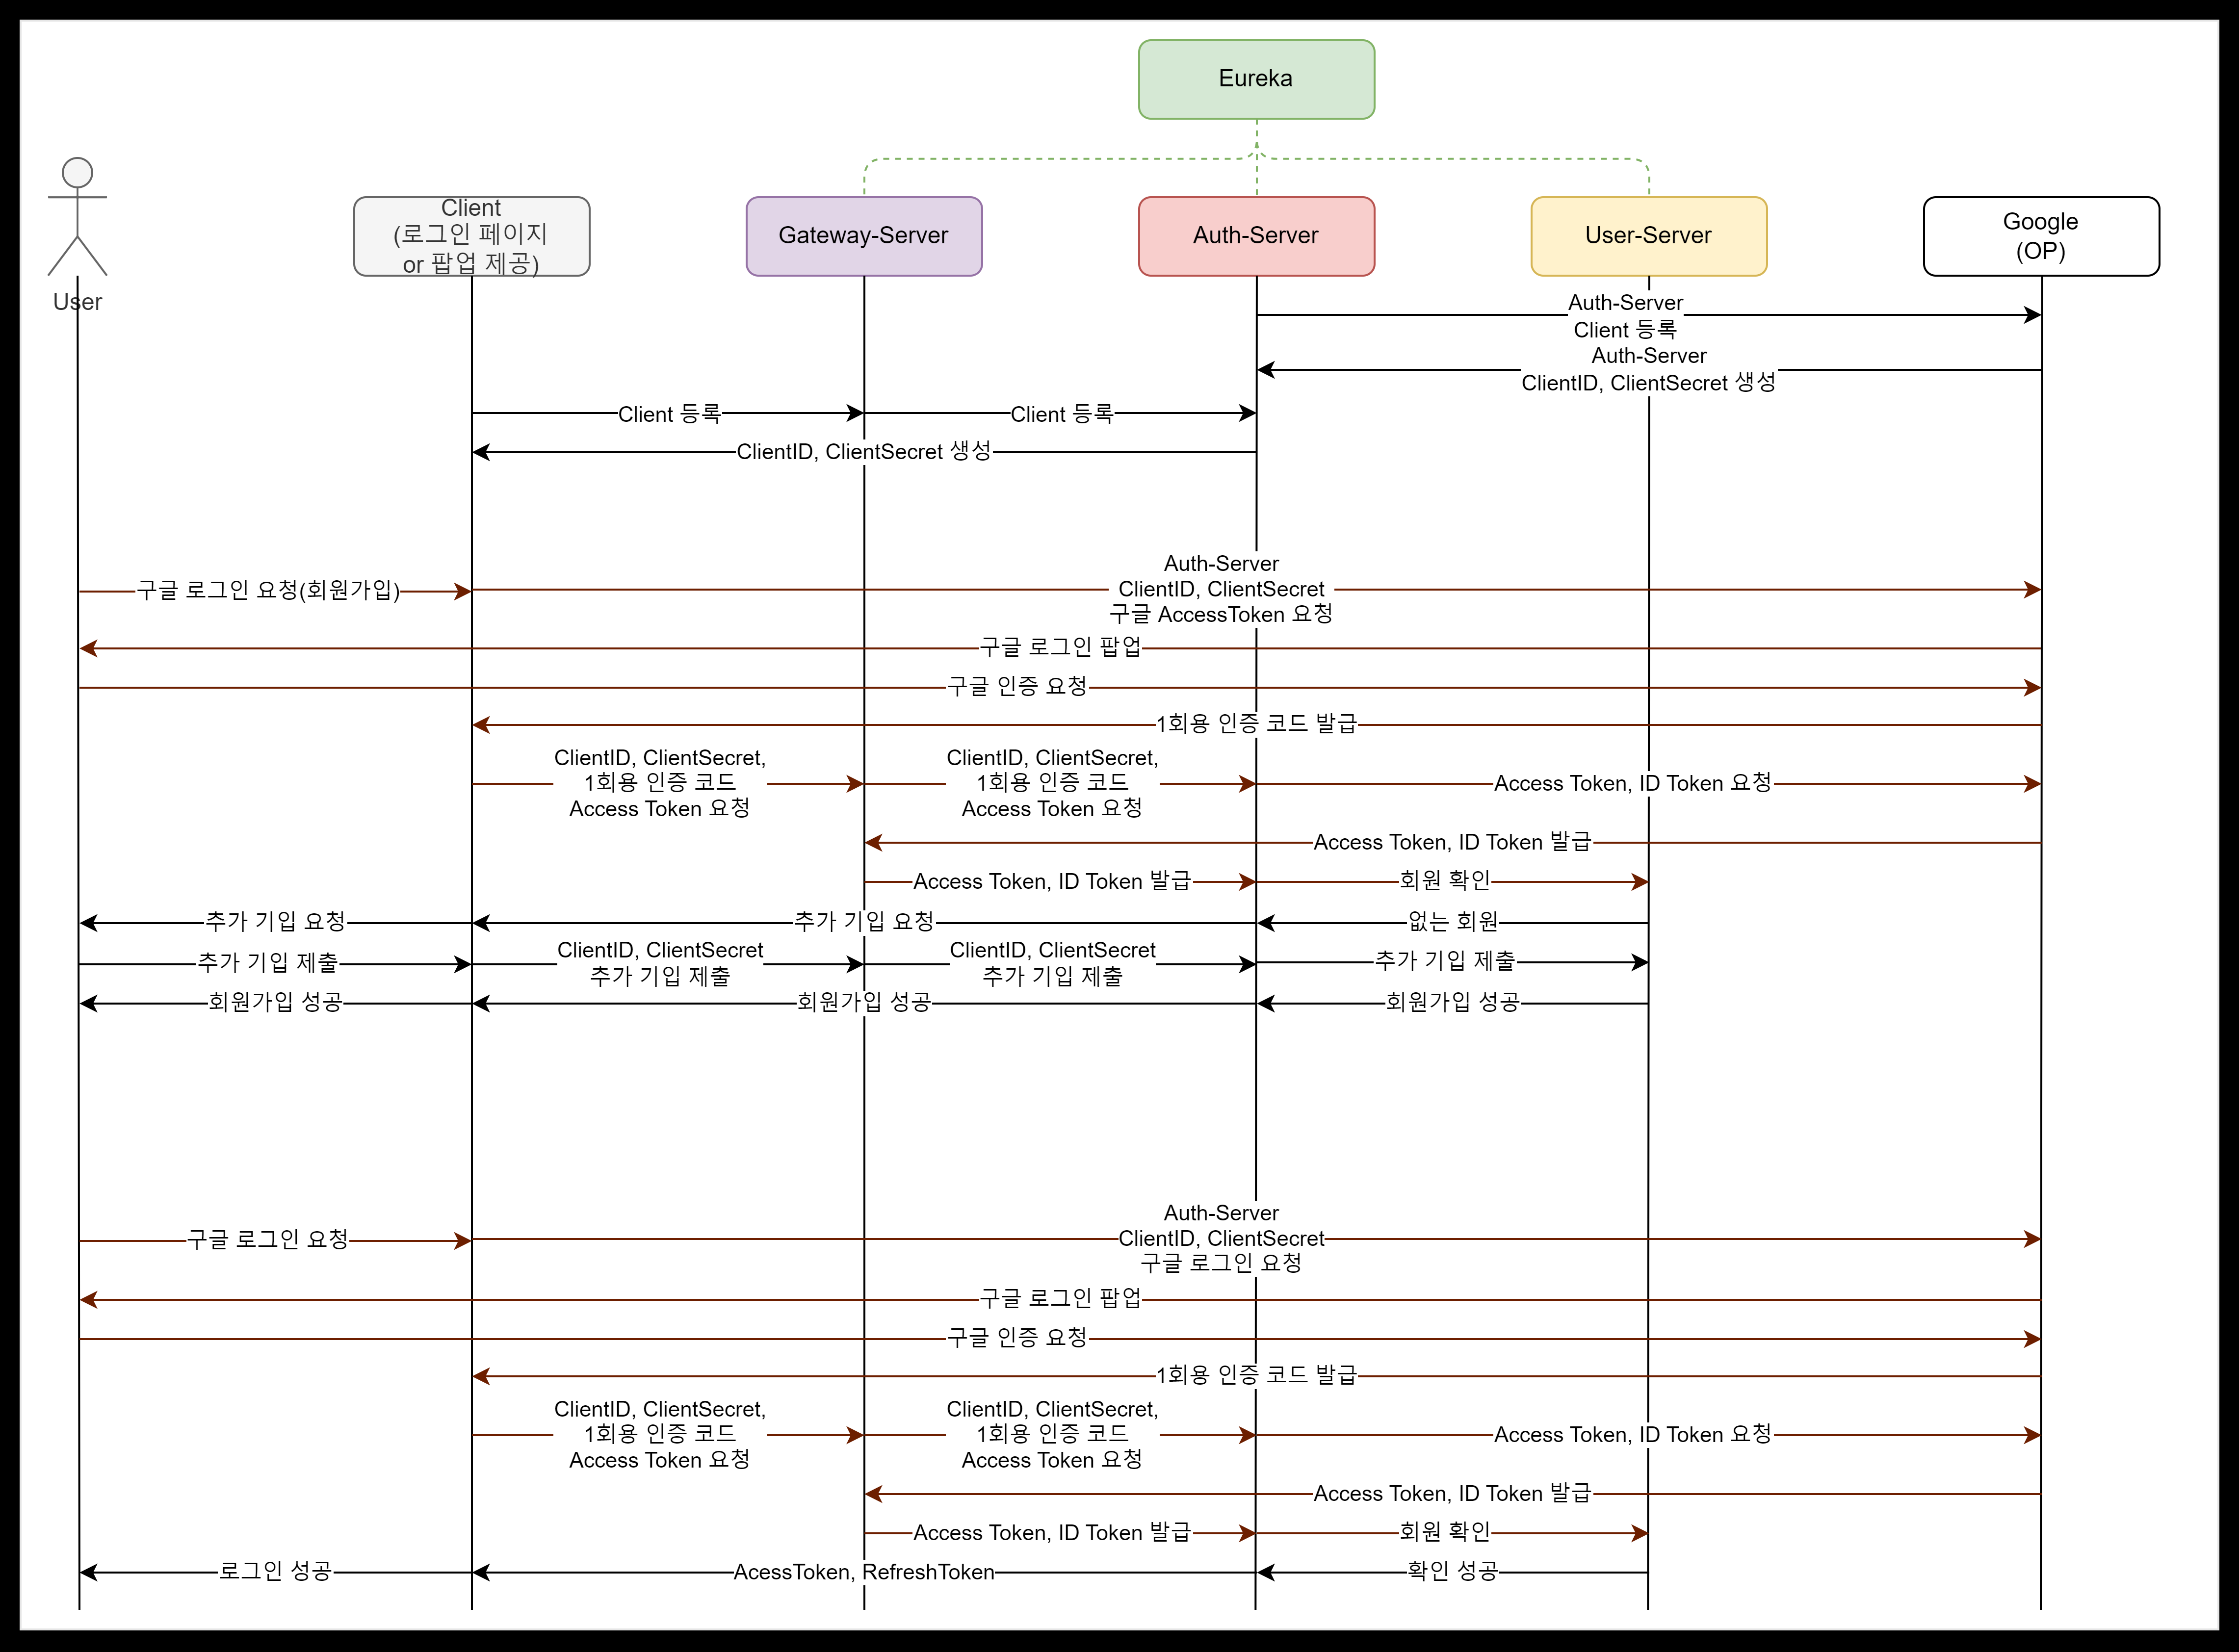 Eureka
User
Client
(로그인 페이지
or 팝업 제공)
Gateway-Server
Auth-Server
User-Server
Google
(OP)
Auth-Server
Client 등록
Auth-Server
ClientID, ClientSecret 생성
Client 등록
Client 등록
ClientID, ClientSecret 생성
구글 로그인 요청(회원가입)
Auth-Server
ClientID, ClientSecret
구글 AccessToken 요청
구글 로그인 팝업
구글 인증 요청
1회용 인증 코드 발급
ClientID, ClientSecret,
1회용 인증 코드
Access Token 요청
ClientID, ClientSecret,
1회용 인증 코드
Access Token 요청
Access Token, ID Token 요청
Access Token, ID Token 발급
Access Token, ID Token 발급
회원 확인
추가 기입 요청
추가 기입 요청
없는 회원
추가 기입 제출
ClientID, ClientSecret
추가 기입 제출
ClientID, ClientSecret
추가 기입 제출
추가 기입 제출
회원가입 성공
회원가입 성공
회원가입 성공
구글 로그인 요청
Auth-Server
ClientID, ClientSecret
구글 로그인 요청
구글 로그인 팝업
구글 인증 요청
1회용 인증 코드 발급
ClientID, ClientSecret,
1회용 인증 코드
Access Token 요청
ClientID, ClientSecret,
1회용 인증 코드
Access Token 요청
Access Token, ID Token 요청
Access Token, ID Token 발급
Access Token, ID Token 발급
회원 확인
로그인 성공
AcessToken, RefreshToken
확인 성공